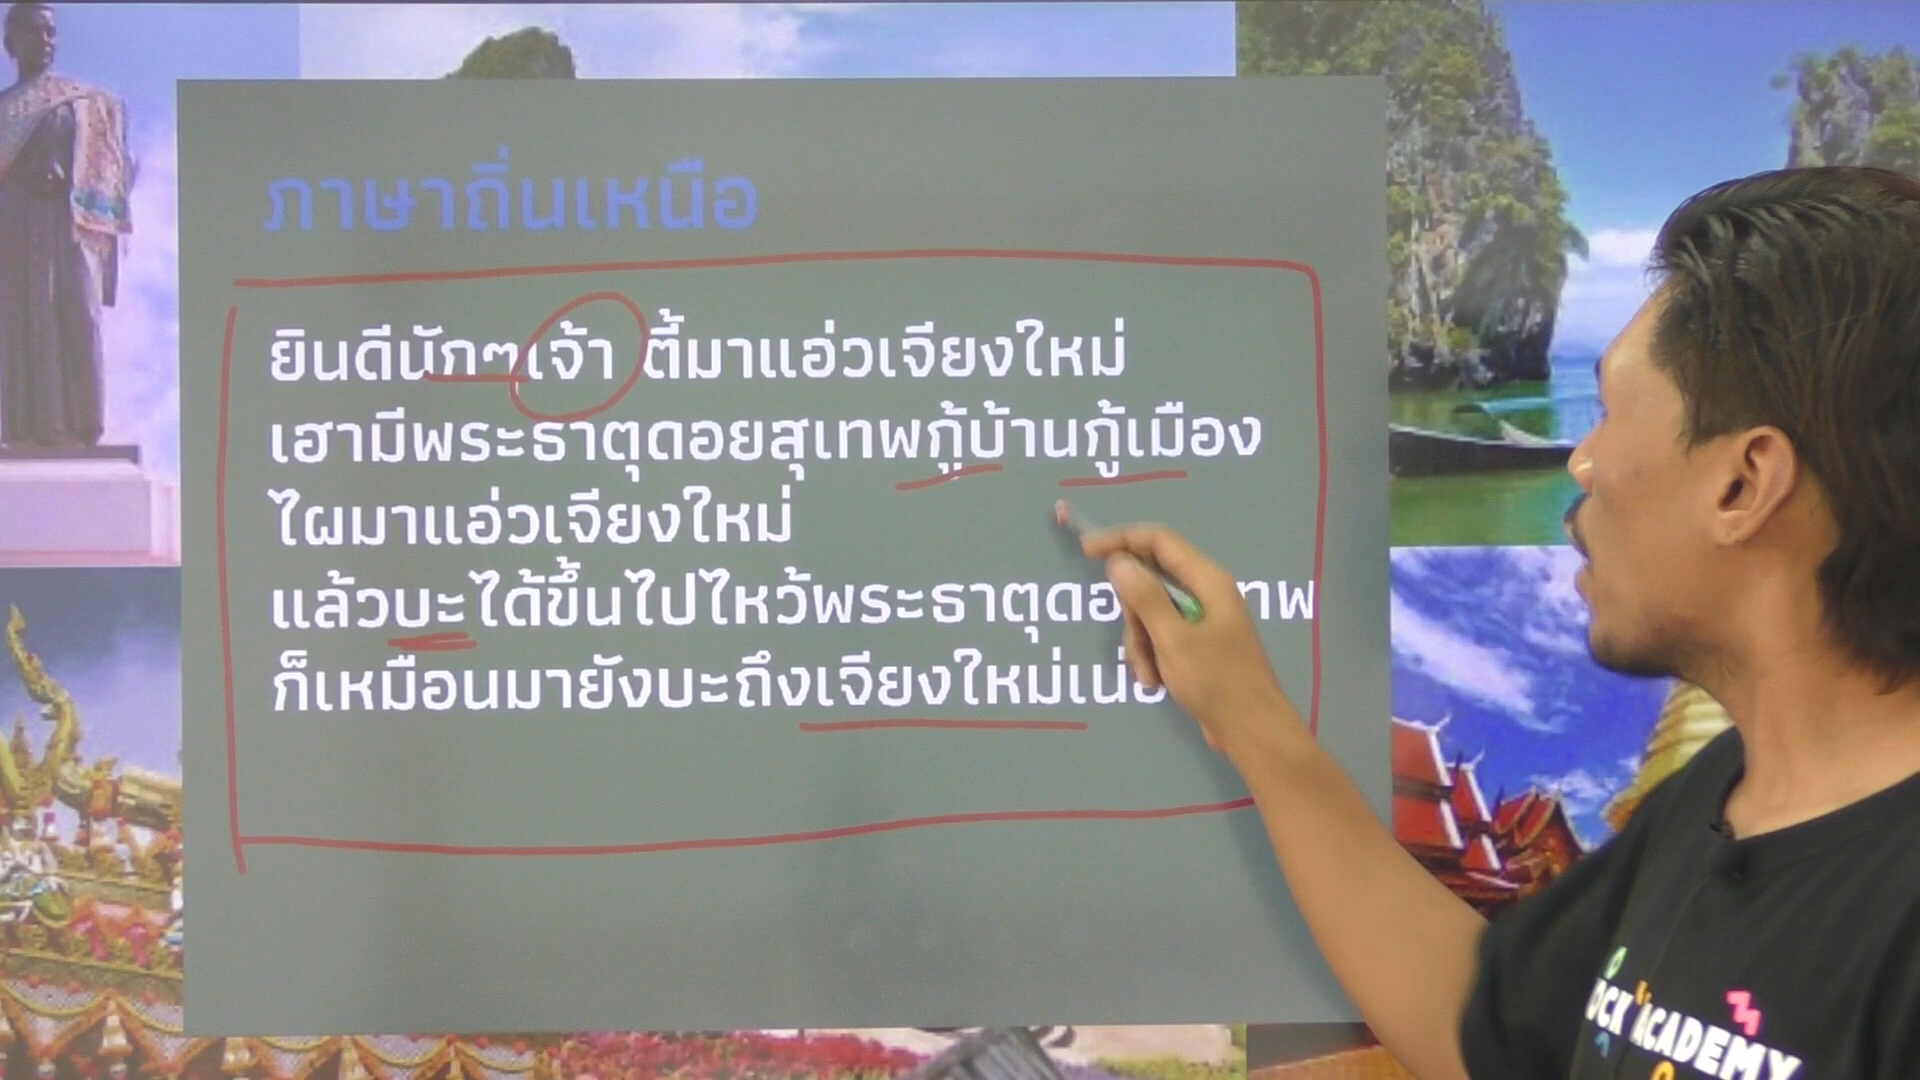 ภาษาถิ่นเหนือ
ยินดีนักๆเจ้า ตี้มาแอ่วเจียงใหม่
เฮามีพระธาตุดอยสุเทพกู้บ้านกู้เมือง
ไผมาแอ่วเจียงใหม่
แล้วบะได้ขึ้นไปไหว้พระธาตุ
ก็เหมือนมายังบะถึงเจียงใหม่เน่อ
ACADEMY